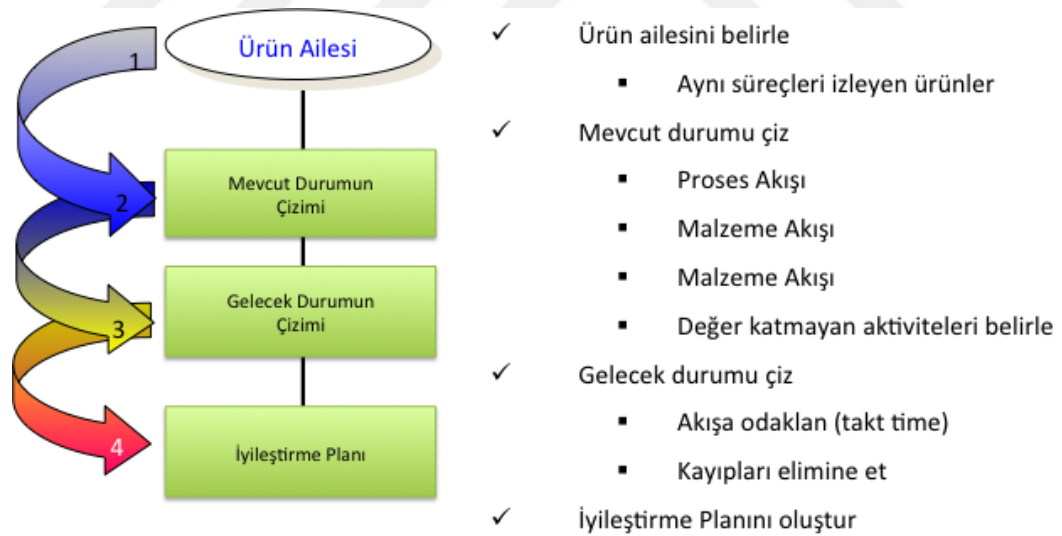 1
Ürün Ailesi
2
Mevcut Durumun
Çizimi
3
Gelecek Durumun
Çizimi
4
İyileştirme Planı
✓ Ürün ailesini belirle
▪ Aynı süreçleri izleyen ürünler
✓ Mevcut durumu çiz
▪ Proses Akışı
▪ Malzeme Akışı
▪ Malzeme Akışı
▪ Değer katmayan aktiviteleri belirle
✓ Gelecek durumu çiz
▪ Akışa odaklan (takt time)
▪ Kayıpları elimine et
✓ İyileştirme Planını oluştur